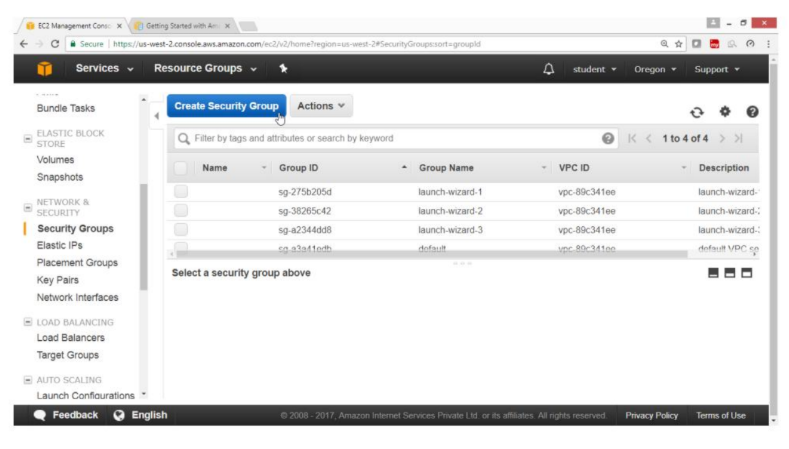 EC2 Management Conso
Getting Started with Am
Secure https://us-west-2.console.aws.amazon.com/ec2/v2/home?region=us-west-2#SecurityGroups:sort=groupId
Services Resource Groups student Oregon Support
Bundle Tasks
ELASTIC BLOCK
STORE
Volumes
Snapshots
NETWORK &
SECURITY
Security Groups
Elastic IPs
Placement Groups
Key Pairs
Network Interfaces
LOAD BALANCING
Load Balancers
Target Groups
AUTO SCALING
Launch Configurations
Create Security Group Actions
Filter by tags and attributes or search by keyword 1 to 4 of 4
Name Group ID Group Name VPC ID Description
sg-275b205d launch-wizard-1 vpc-89c341ee launch-wizard-
sg-38265c42 launch-wizard-2 vpc-89c341ee launch-wizard-
sg-a2344dd8 launch-wizard-3 vpc-89c341ee launch-wizard-
sg-a3a41edb default vpc-89c341ee default VPC se
Select a security group above
Feedback English © 2008 - 2017, Amazon Internet Services Private Ltd. or its affiliates. All rights reserved. Privacy Policy Terms of Use